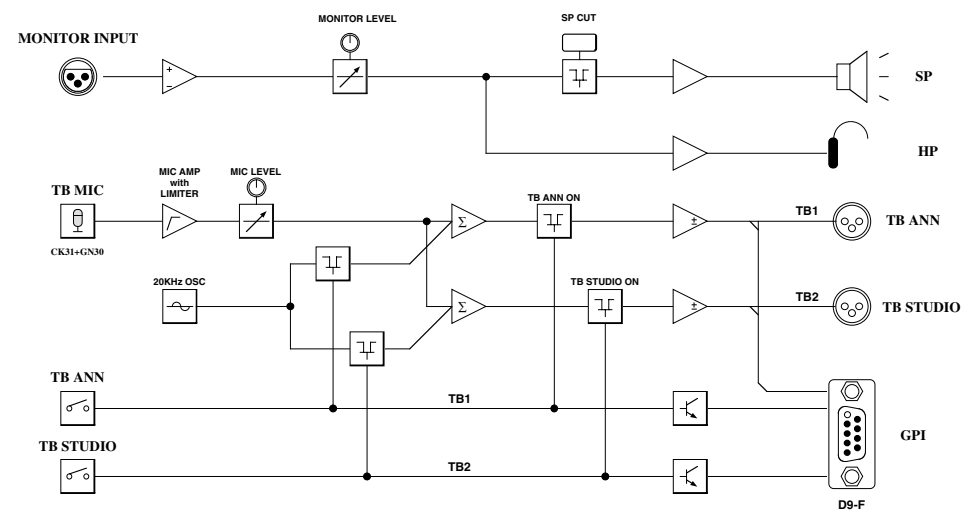 MONITOR LEVEL
SP CUT
MONITOR INPUT
+
−
SP
HP
MIC AMP
with
LIMITER
MIC LEVEL
TB MIC
TB ANN ON
CK31+GN30
Σ
±
TB1
TB ANN
20KHz OSC
TB STUDIO ON
Σ
±
TB2
TB STUDIO
TB ANN
TB1
GPI
TB STUDIO
TB2
D9-F